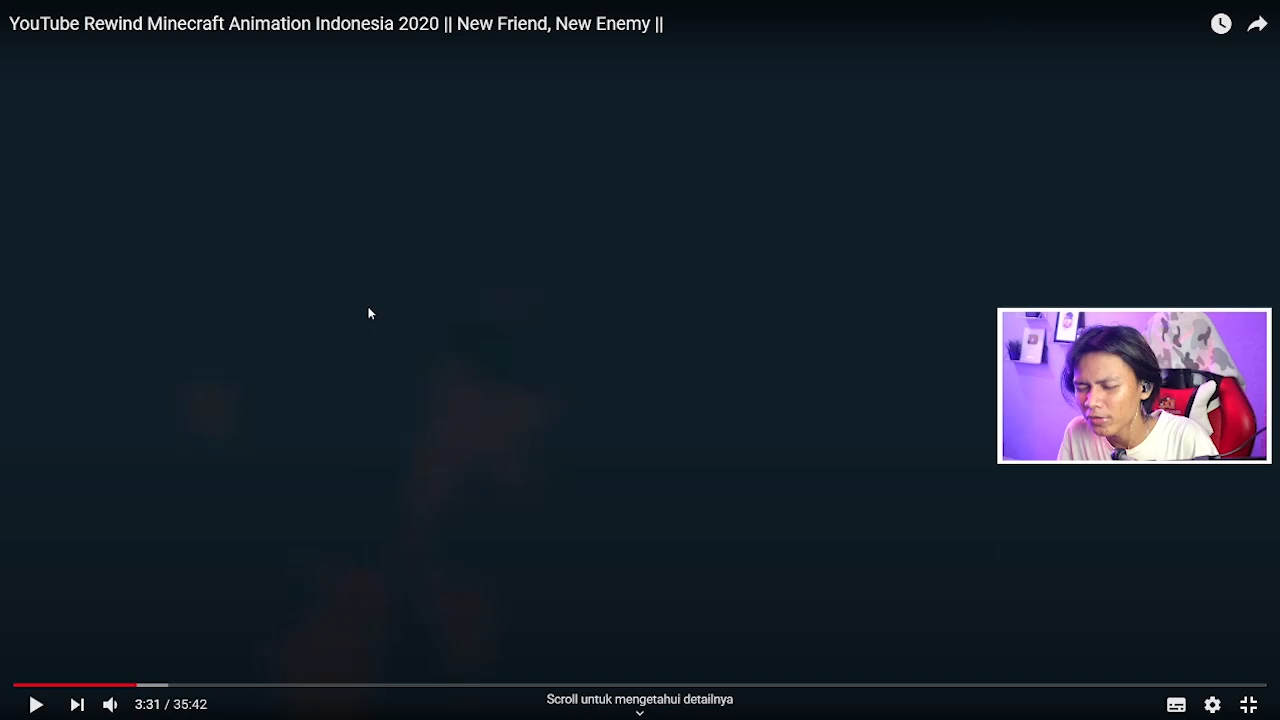 YouTube Rewind Minecraft Animation Indonesia 2020 || New Friend, New Enemy ||
3:31 / 35:42
Scroll untuk mengetahui detailnya